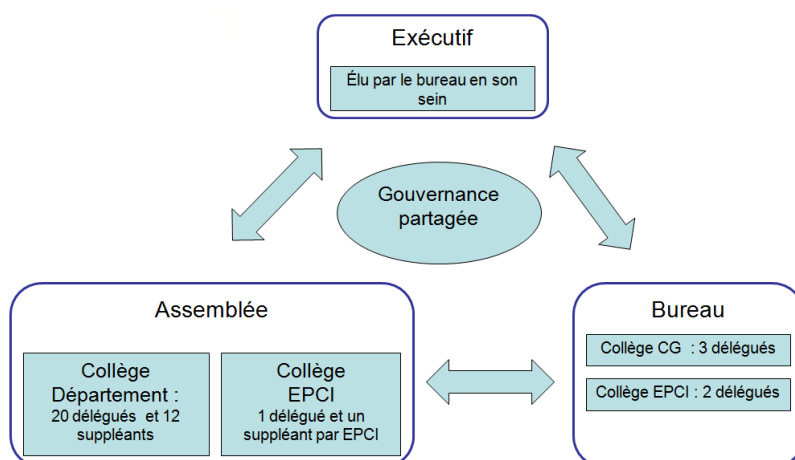 Exécutif
Élu par le bureau en son
sein
Gouvernance
partagée
Assemblée
Collège
Département :
20 délégués et 12
suppléants
Collège
EPCI
1 délégué et un
suppléant par EPCI
Bureau
Collège CG : 3 délégués
Collège EPCI : 2 délégués